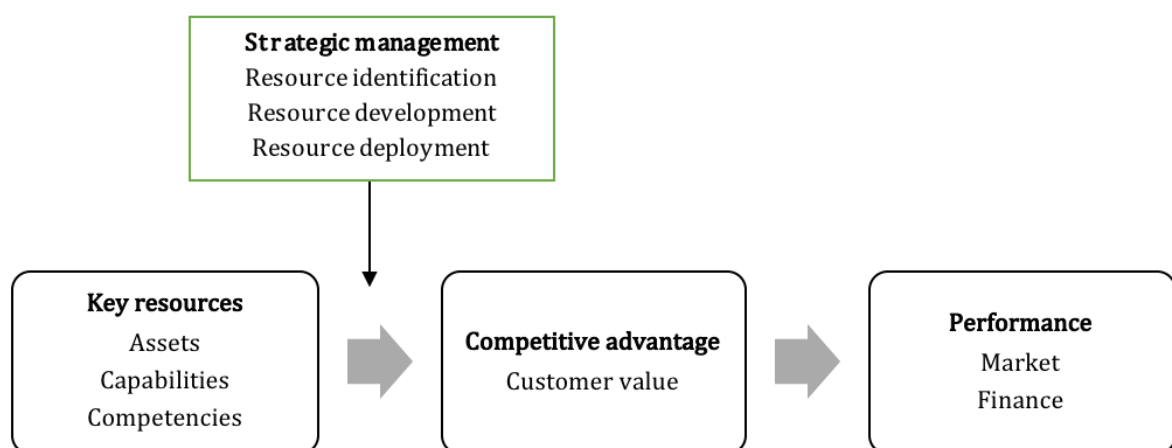 Strategic management
Resource identification
Resource development
Resource deployment
Key resources
Assets
Capabilities
Competencies
Competitive advantage
Customer value
Performance
Market
Finance